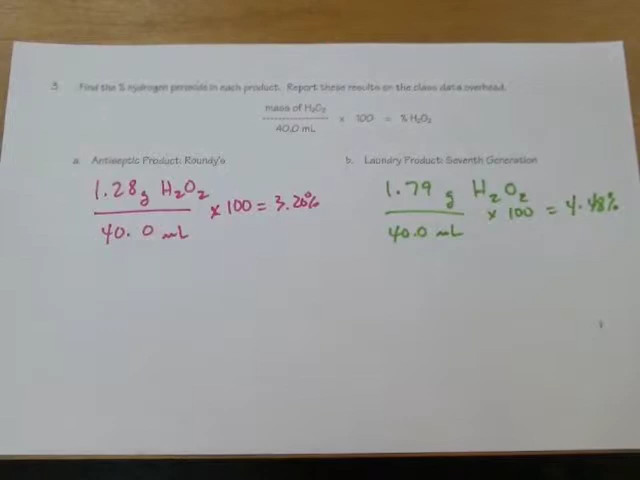 3 Find the % hydrogen peroxide in each product. Report these results on the class data overhead.
mass of H₂O₂
40.0 mL x 100 = % H₂O₂
a Antiseptic Product: Roundy's
1.28g H₂O₂
40.0 mL x 100 = 3.20%
b. Laundry Product: Seventh Generation
1.79 g H₂O₂
40.0 mL x 100 = 4.48%